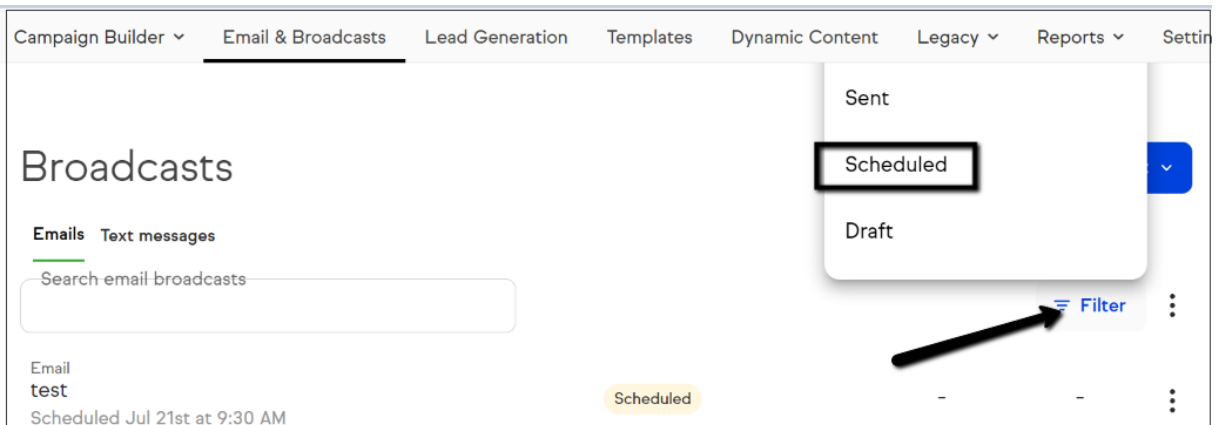 Campaign Builder Email & Broadcasts Lead Generation Templates Dynamic Content Legacy Reports
Sent
Broadcasts
Scheduled
Emails Text messages
Draft
Search email broadcasts
Filter
Email
test
Scheduled
- -
Scheduled Jul 21st at 9:30 AM